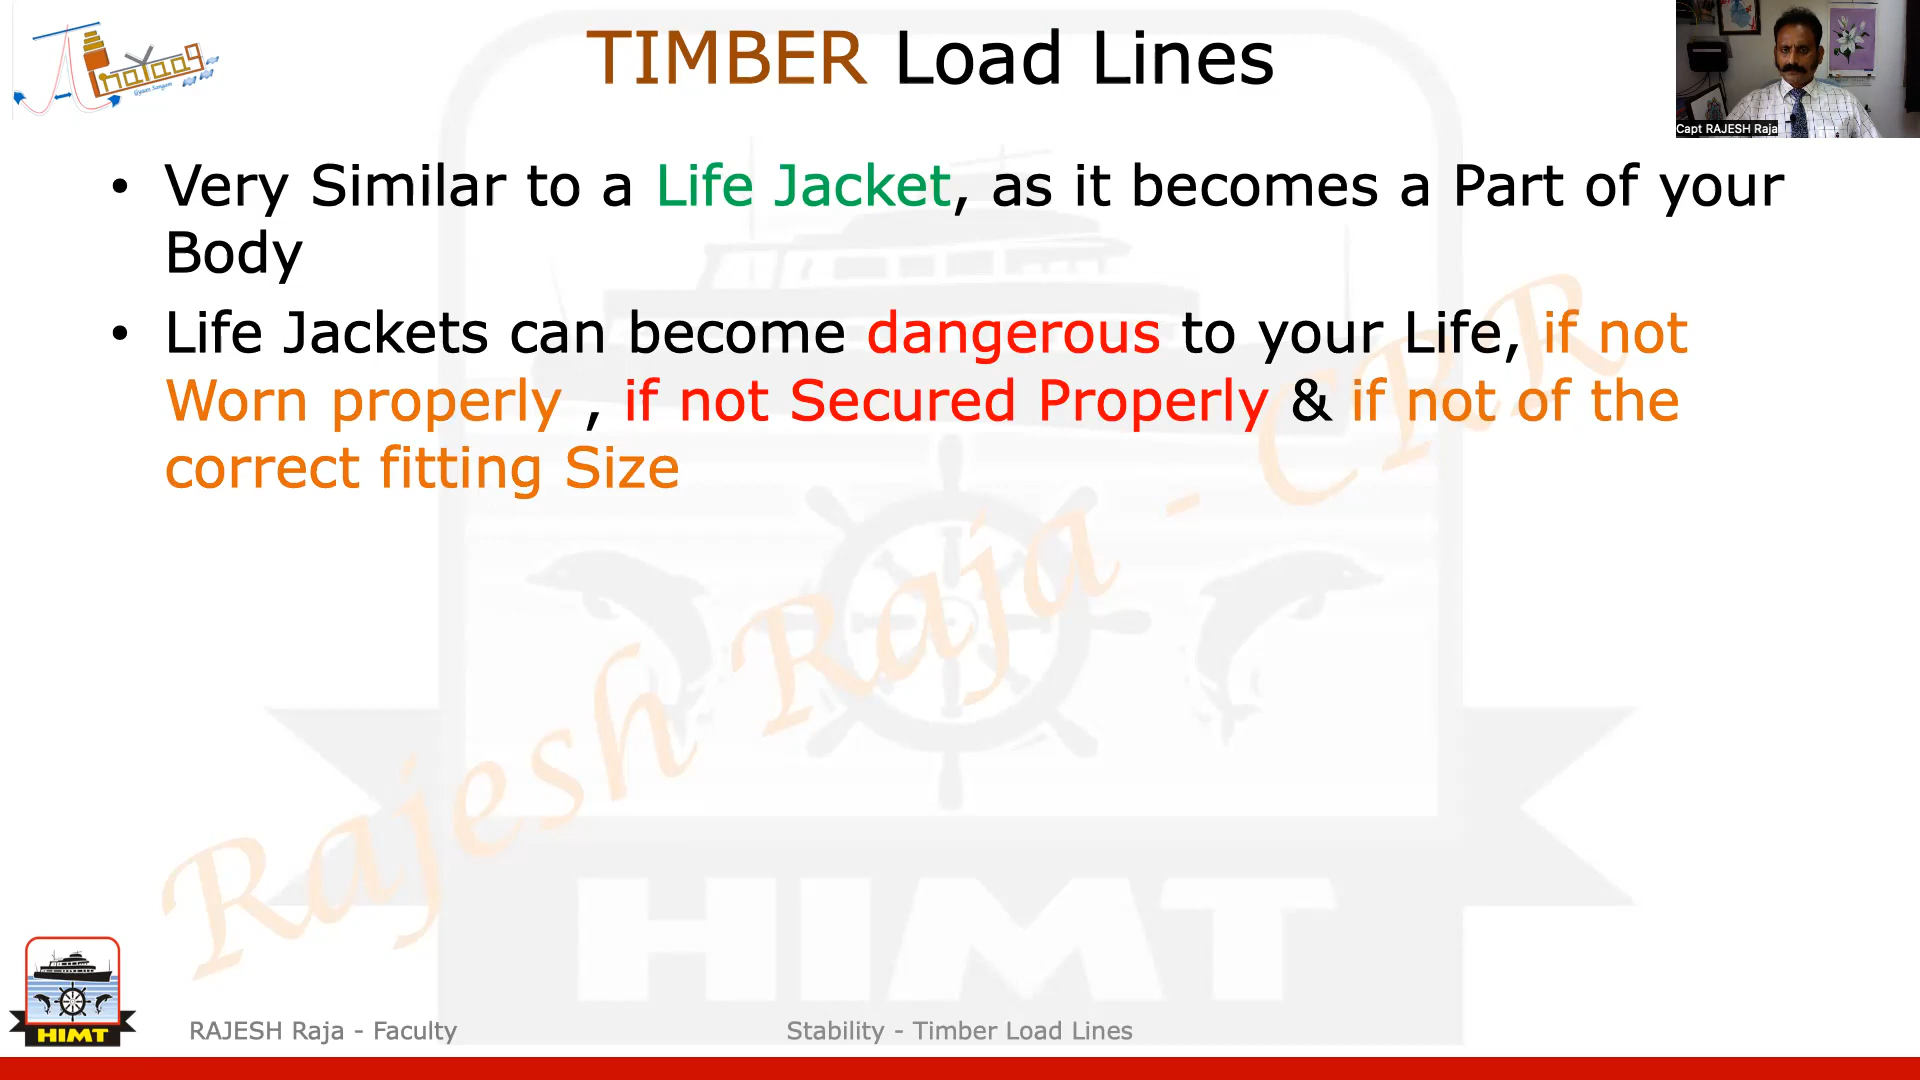 TIMBER Load Lines
Capt RAJESH Raja
• Very Similar to a Life Jacket, as it becomes a Part of your
Body
• Life Jackets can become dangerous to your Life, if not
Worn properly , if not Secured Properly & if not of the
correct fitting Size
Rajesh Raja - CPR
HIMT
HIMT
RAJESH Raja - Faculty
Stability - Timber Load Lines